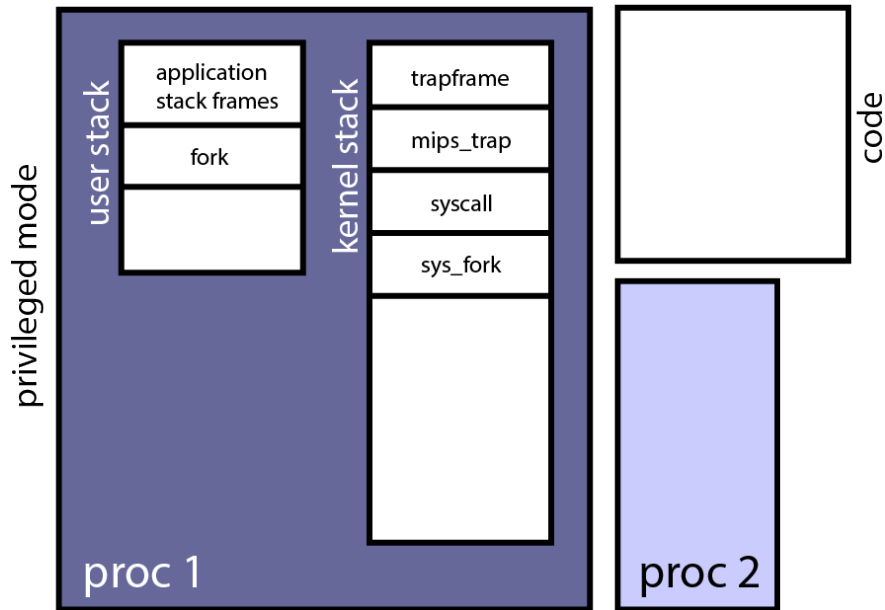 privileged mode
user stack
application
stack frames
fork
kernel stack
trapframe
mips_trap
syscall
sys_fork
proc 1
code
proc 2